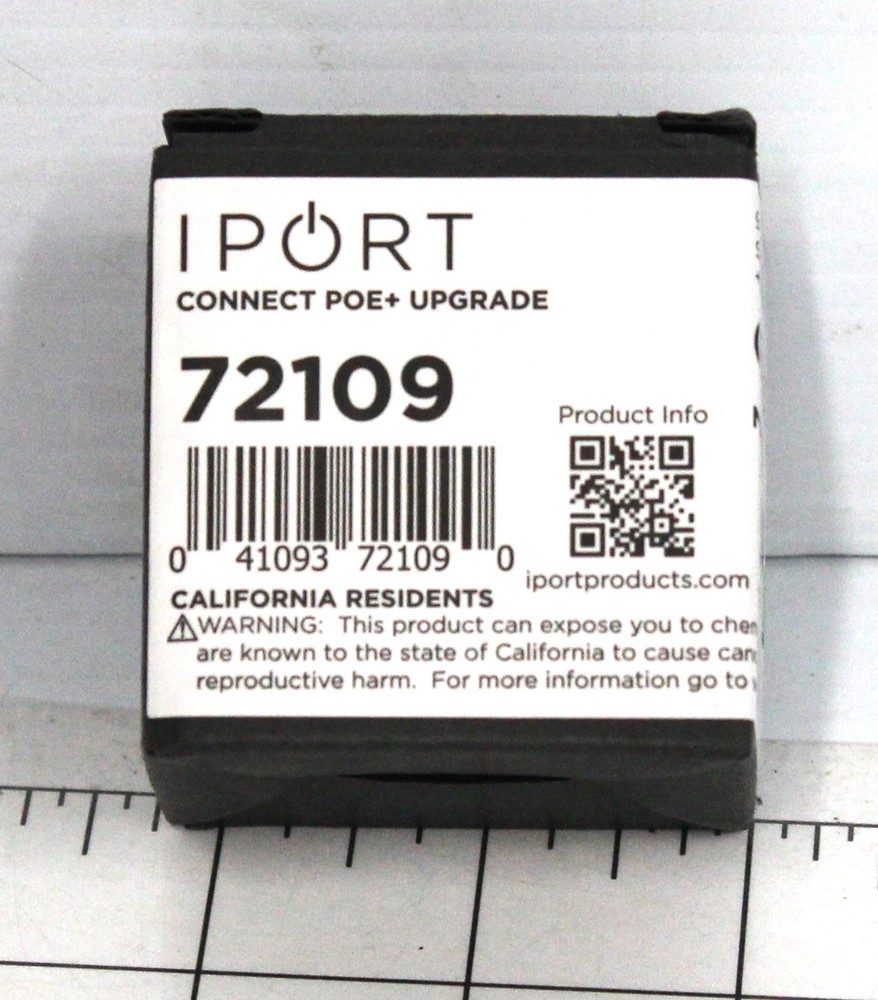 IPORT
CONNECT POE+ UPGRADE
72109
Product Info
0 41093 72109 0
iportproducts.com
CALIFORNIA RESIDENTS
WARNING: This product can expose you to
are known to the state of California to cause
reproductive harm. For more information go to